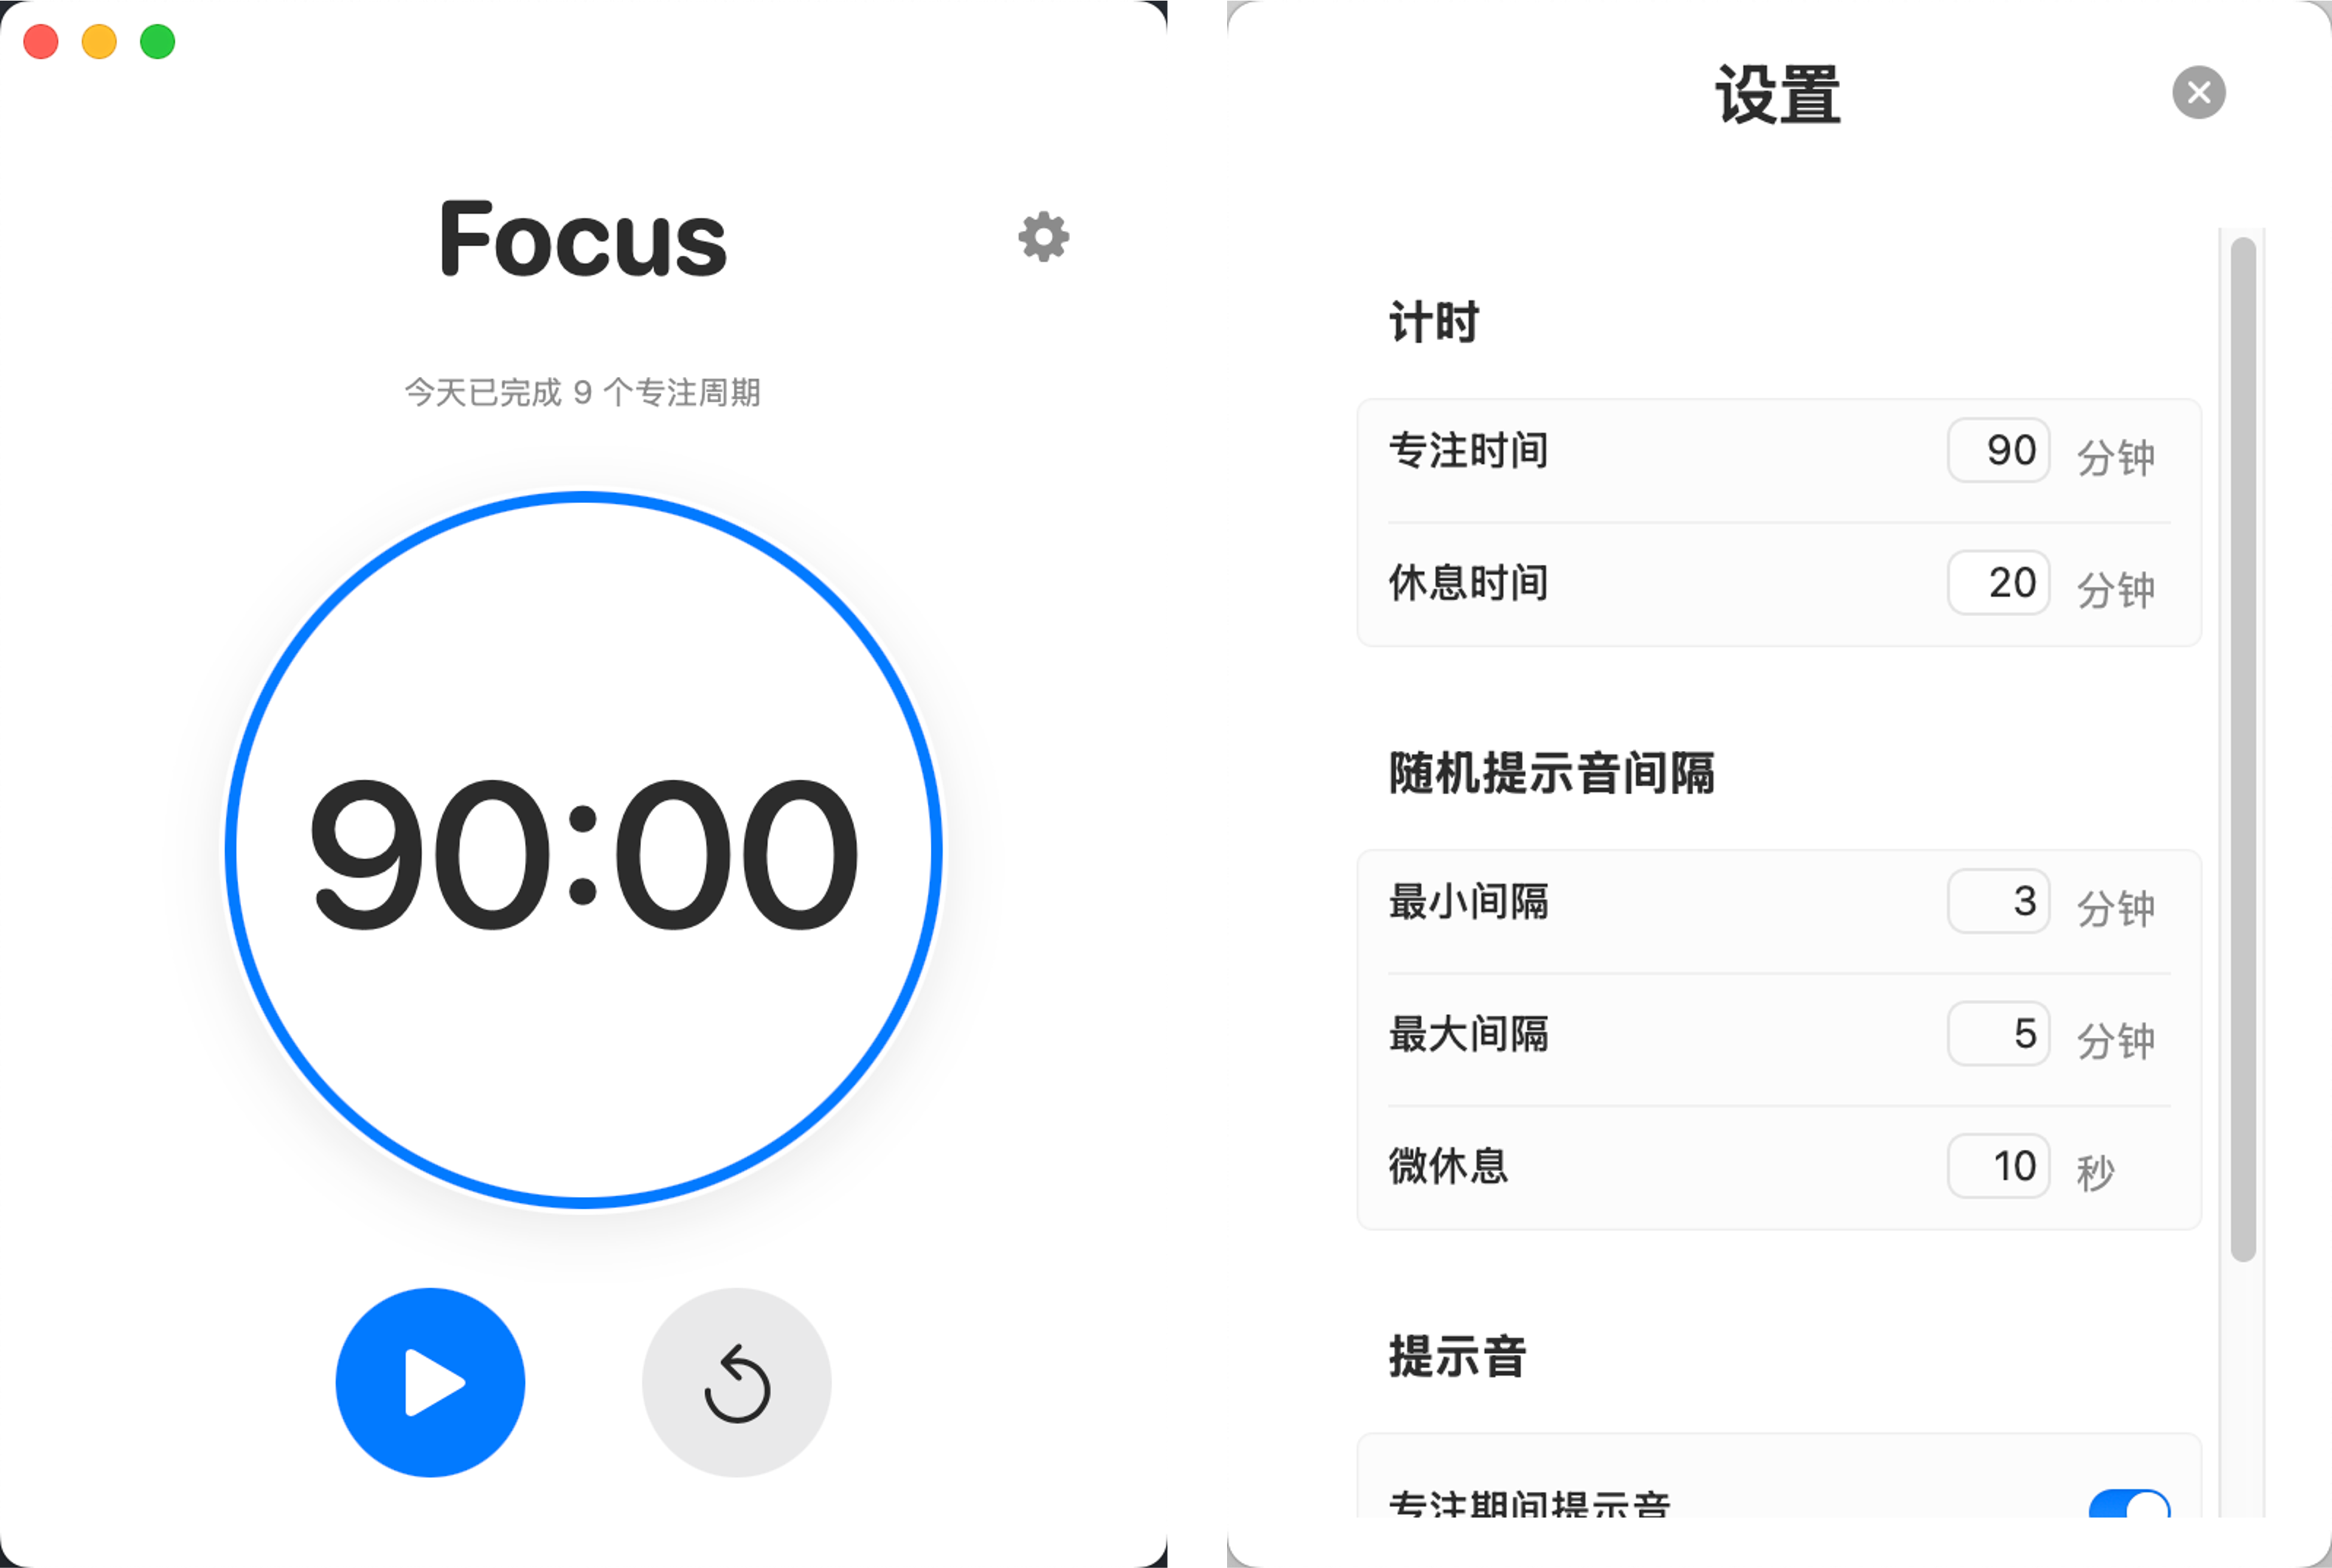 Focus
今天已完成 9 个专注周期
90:00
设置
计时
专注时间 90 分钟
休息时间 20 分钟
随机提示音间隔
最小间隔 3 分钟
最大间隔 5 分钟
微休息 10 秒
提示音
专注期间提示音